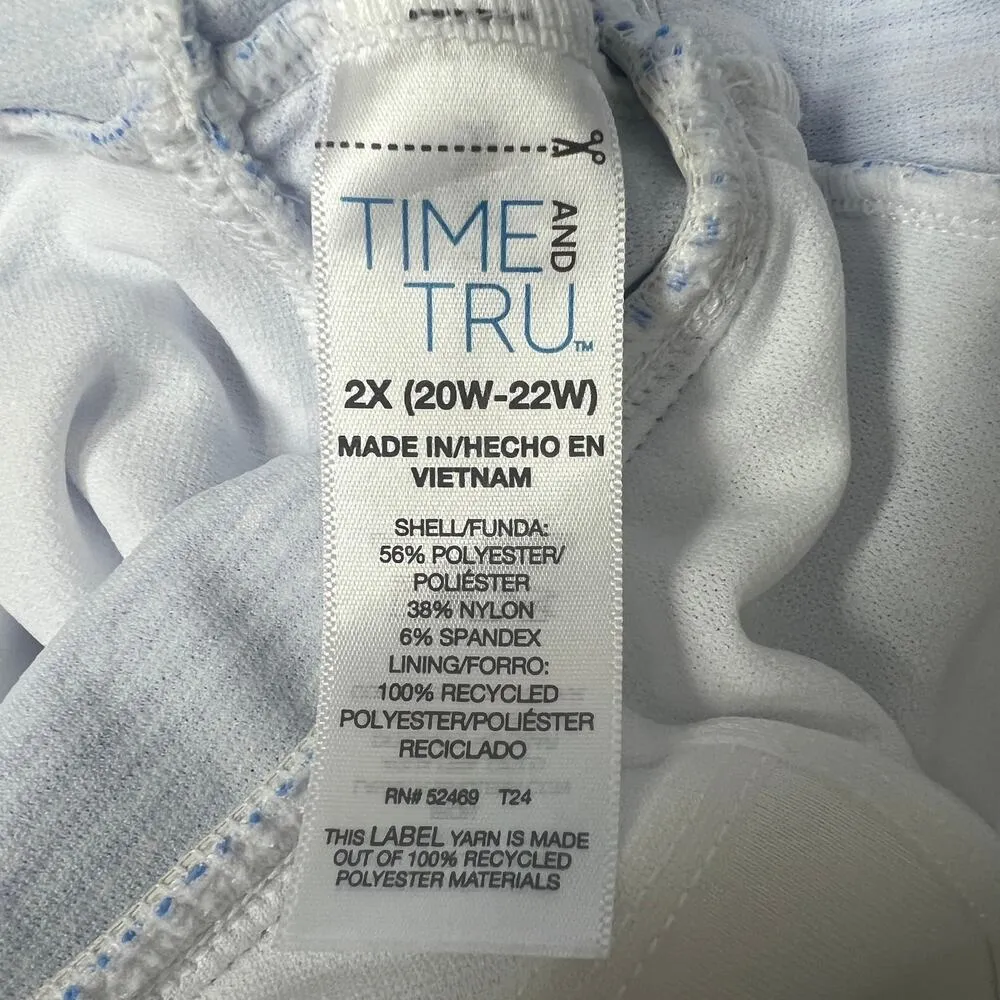 TIME AND
TRU™
2X (20W-22W)
MADE IN/HECHO EN
VIETNAM
SHELL/FUNDA:
56% POLYESTER/
POLIÉSTER
38% NYLON
6% SPANDEX
LINING/FORRO:
100% RECYCLED
POLYESTER/POLIÉSTER
RECICLADO
RN# 52469 T24
THIS LABEL YARN IS MADE
OUT OF 100% RECYCLED
POLYESTER MATERIALS